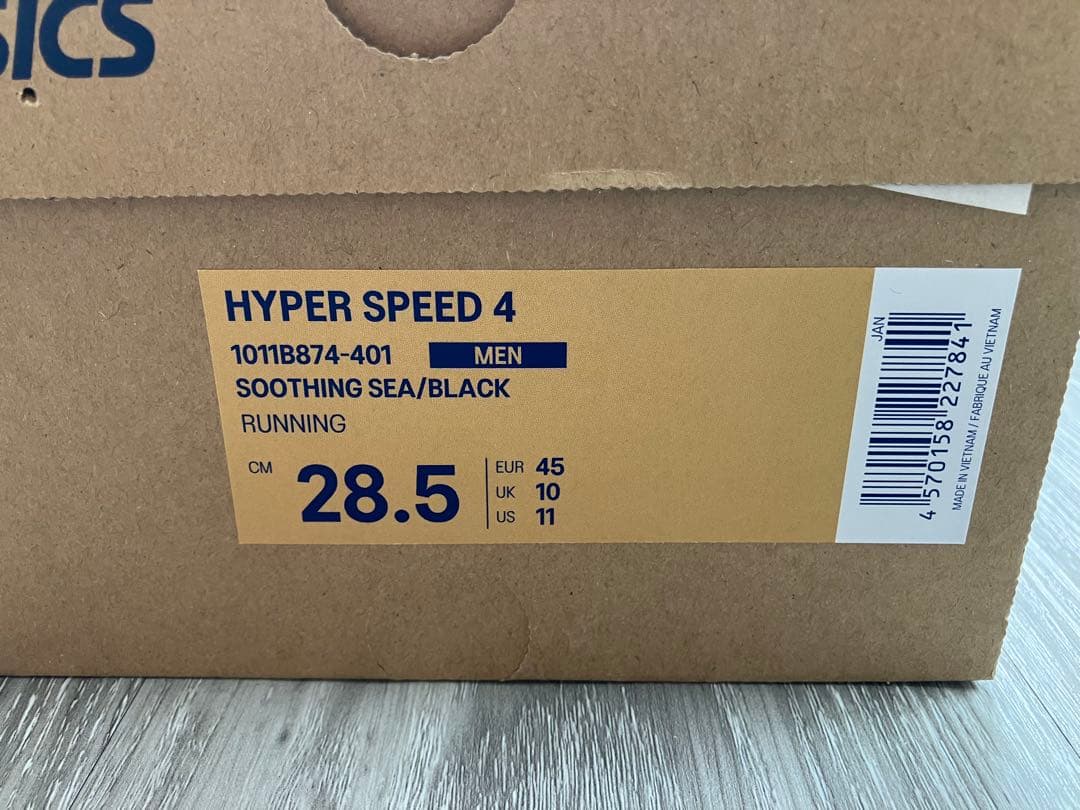 SICS
HYPER SPEED 4
1011B874-401 MEN
SOOTHING SEA/BLACK
RUNNING
CM 28.5
EUR 45
UK 10
US 11
JAN
4 570158 227841
MADE IN VIETNAM / FABRIQUE AU VIETNAM